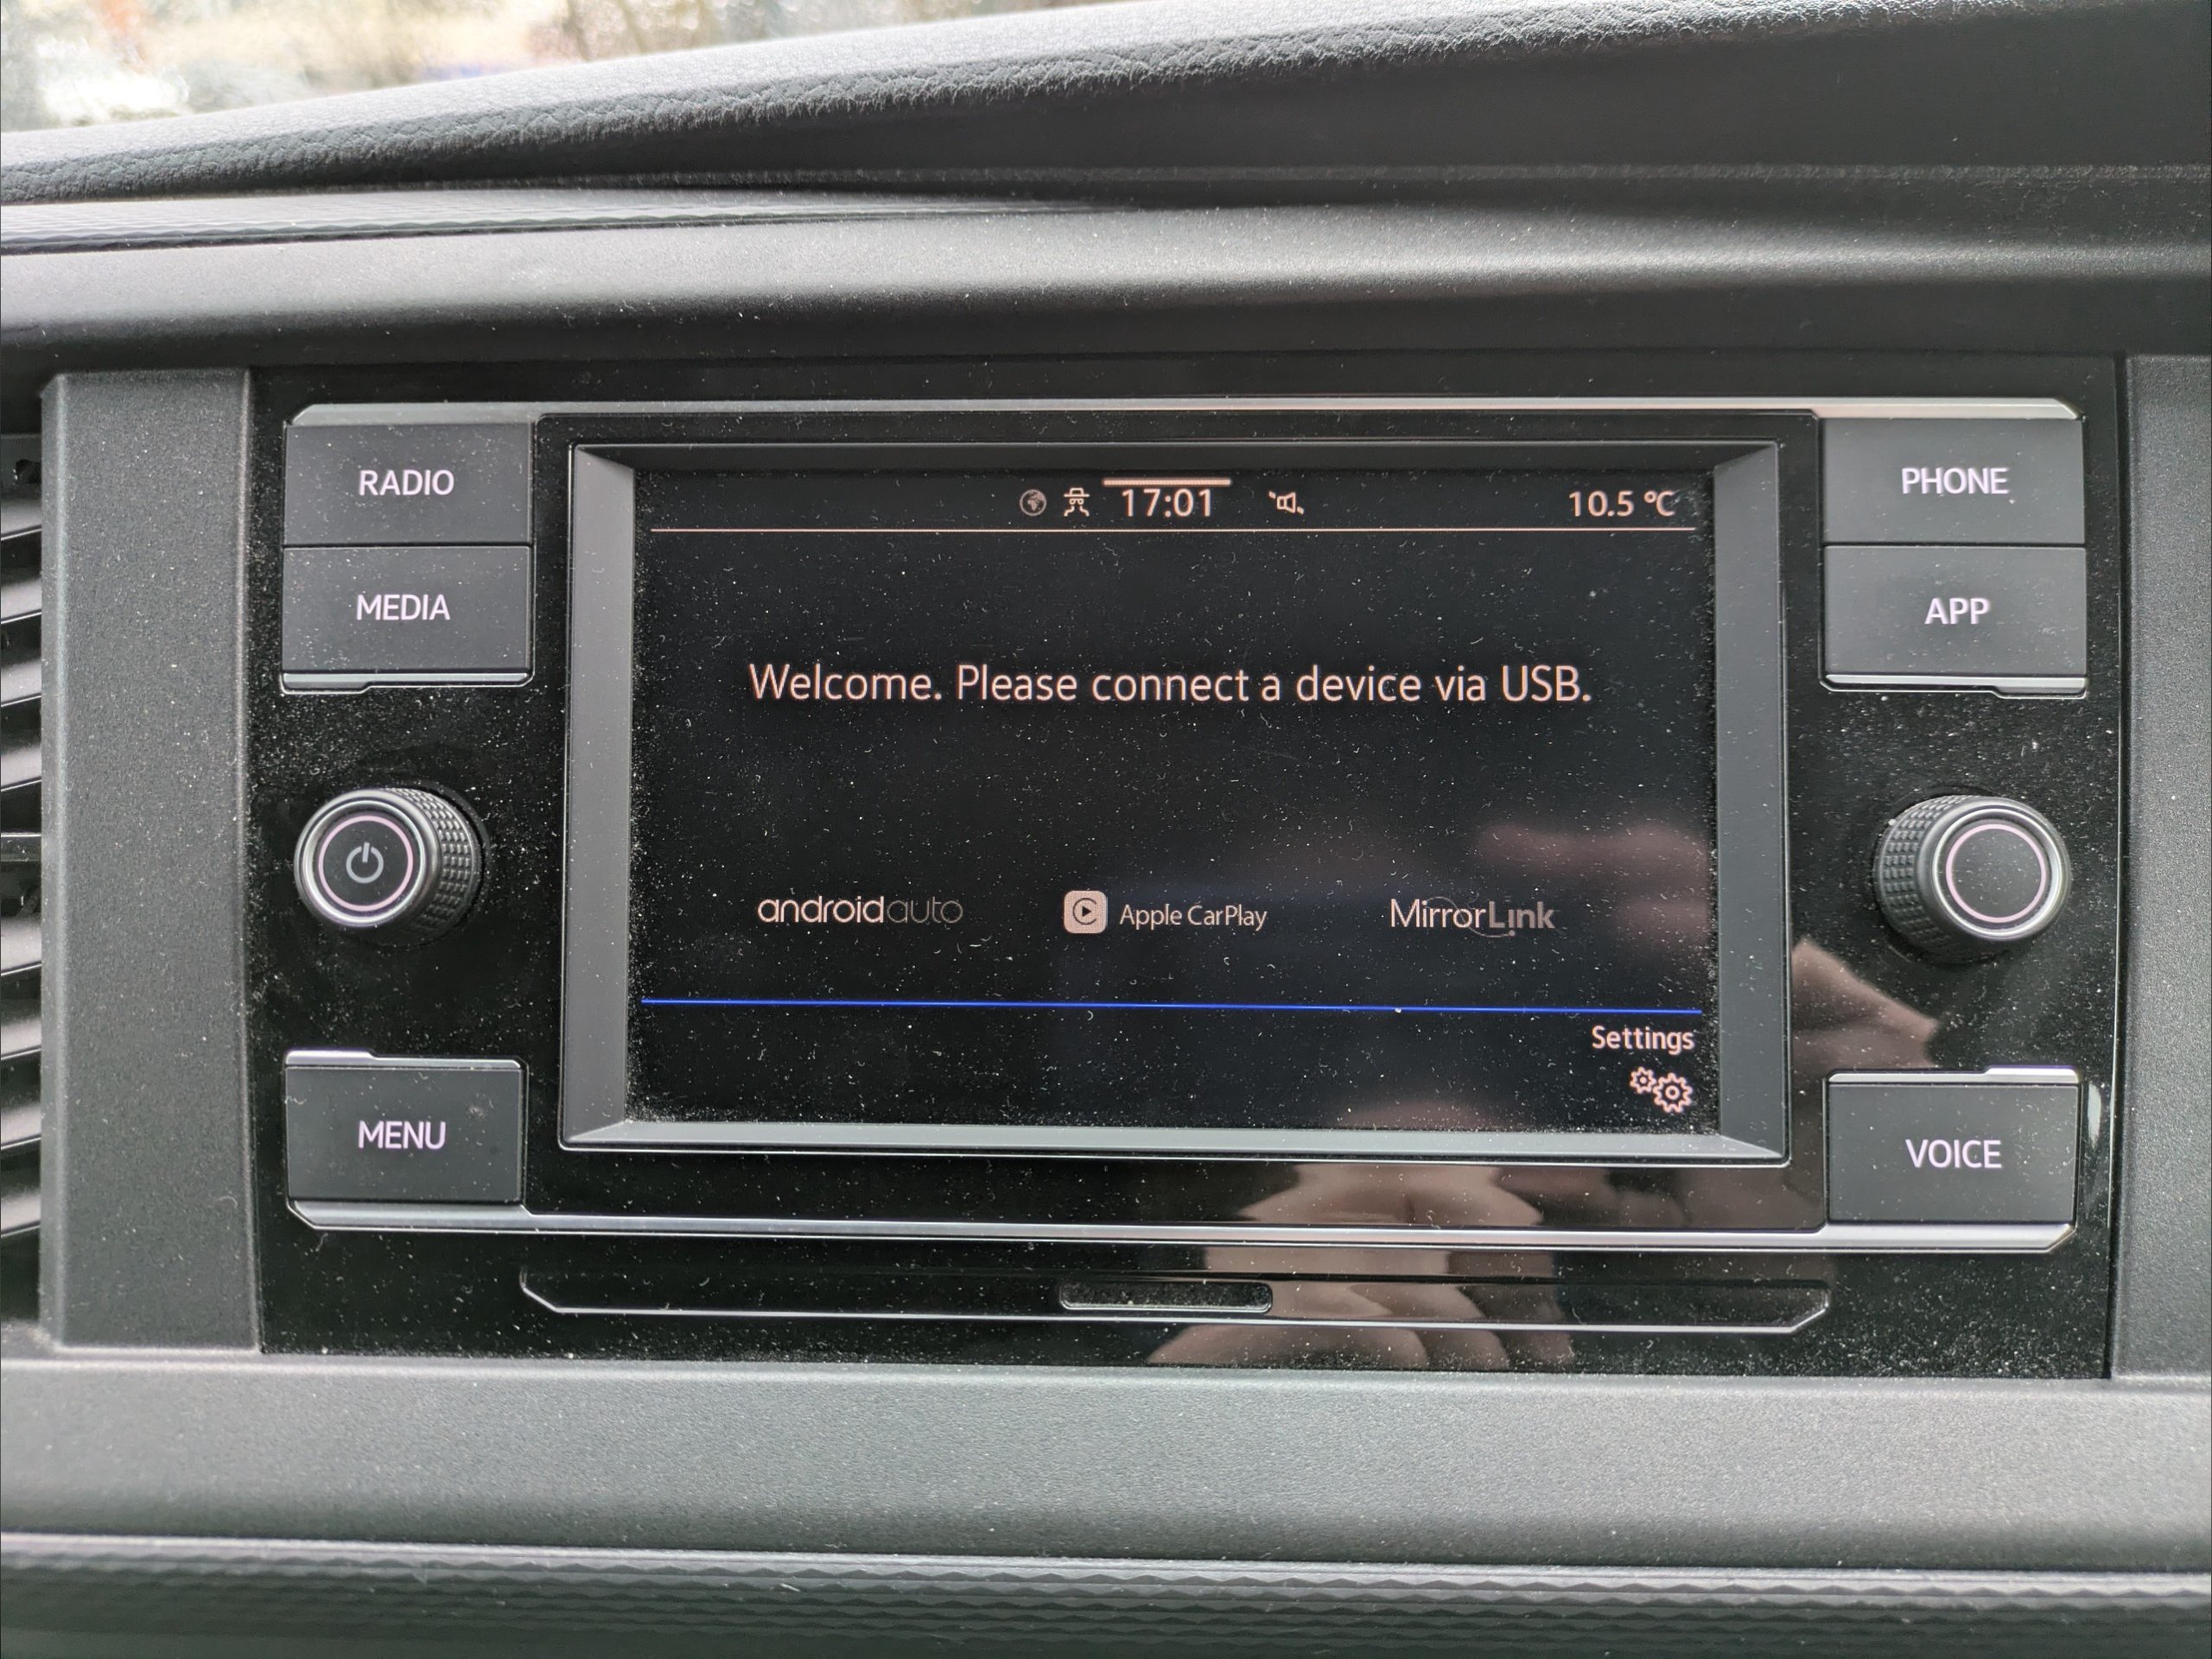 RADIO
MEDIA
MENU
17:01
10.5 °C
Welcome. Please connect a device via USB.
androidauto
Apple CarPlay
MirrorLink
Settings
PHONE
APP
VOICE